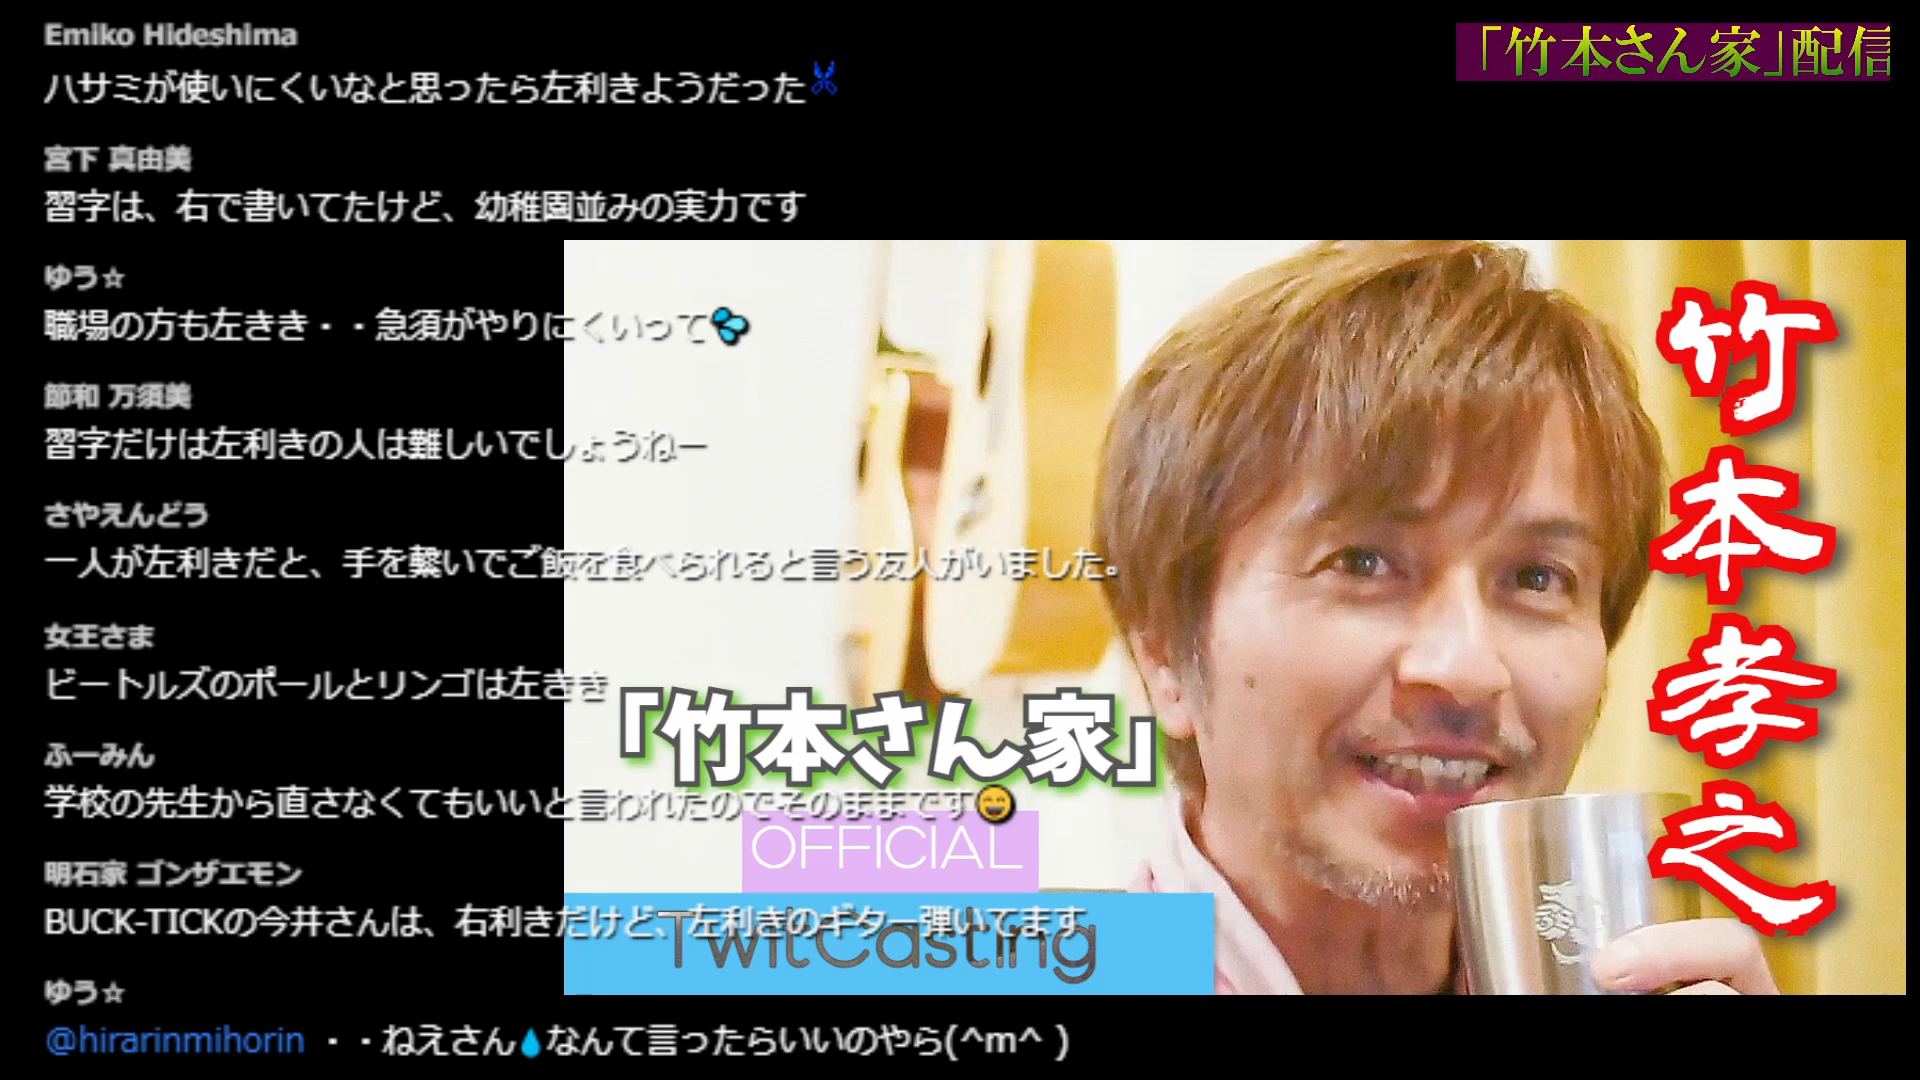 Emiko Hideshima
ハサミが使いにくいなと思ったら左利きようだった✂
宮下 真由美
習字は、右で書いてたけど、幼稚園並みの実力です
ゆう☆
職場の方も左きき・・急須がやりにくいって💦
節和 万須美
習字だけは左利きの人は難しいでしょうねー
さやえんどう
一人が左利きだと、手を繋いでご飯を食べられると言う友人がいました。
女王さま
ビートルズのポールとリンゴは左きき
ふーみん
学校の先生から直さなくてもいいと言われたのでそのままです😄
明石家 ゴンザエモン
BUCK-TICKの今井さんは、右利きだけど、左利きのギター弾いてます
ゆう☆
@hirarinmihorin ・・ねえさん💧なんて言ったらいいのやら(^m^ )
「竹本さん家」配信
竹本孝之
「竹本さん家」
OFFICIAL
TwitCasting